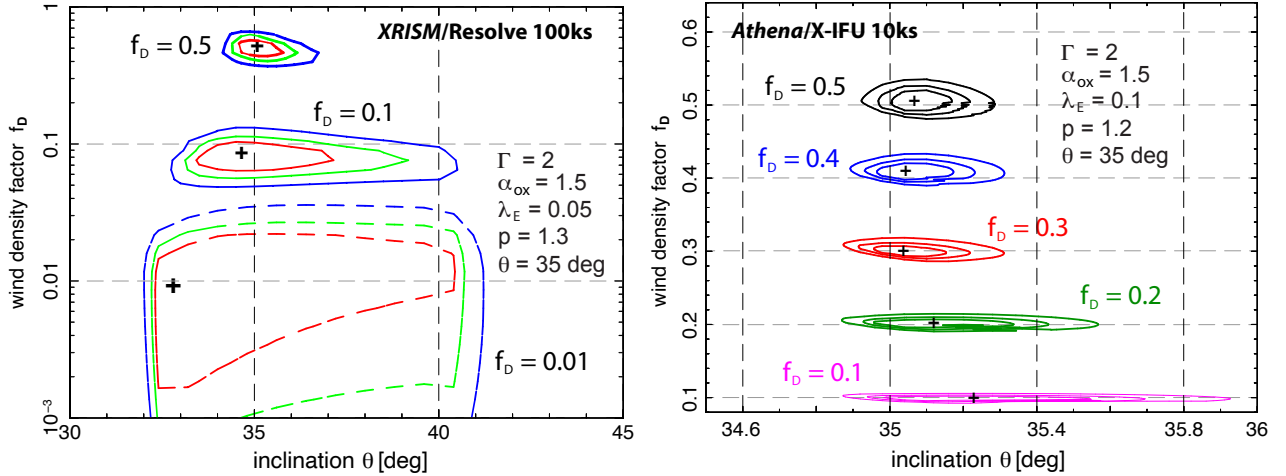 XRISM/Resolve 100ks
f_D = 0.5
f_D = 0.1
Γ = 2
α_ox = 1.5
λ_E = 0.05
p = 1.3
θ = 35 deg
f_D = 0.01
wind density factor f_D
1
0.1
0.01
10⁻³
30
35
40
45
inclination θ [deg]
Athena/X-IFU 10ks
Γ = 2
α_ox = 1.5
λ_E = 0.1
p = 1.2
θ = 35 deg
f_D = 0.5
f_D = 0.4
f_D = 0.3
f_D = 0.2
f_D = 0.1
wind density factor f_D
0.6
0.5
0.4
0.3
0.2
0.1
34.6
35
35.4
35.8
36
inclination θ [deg]